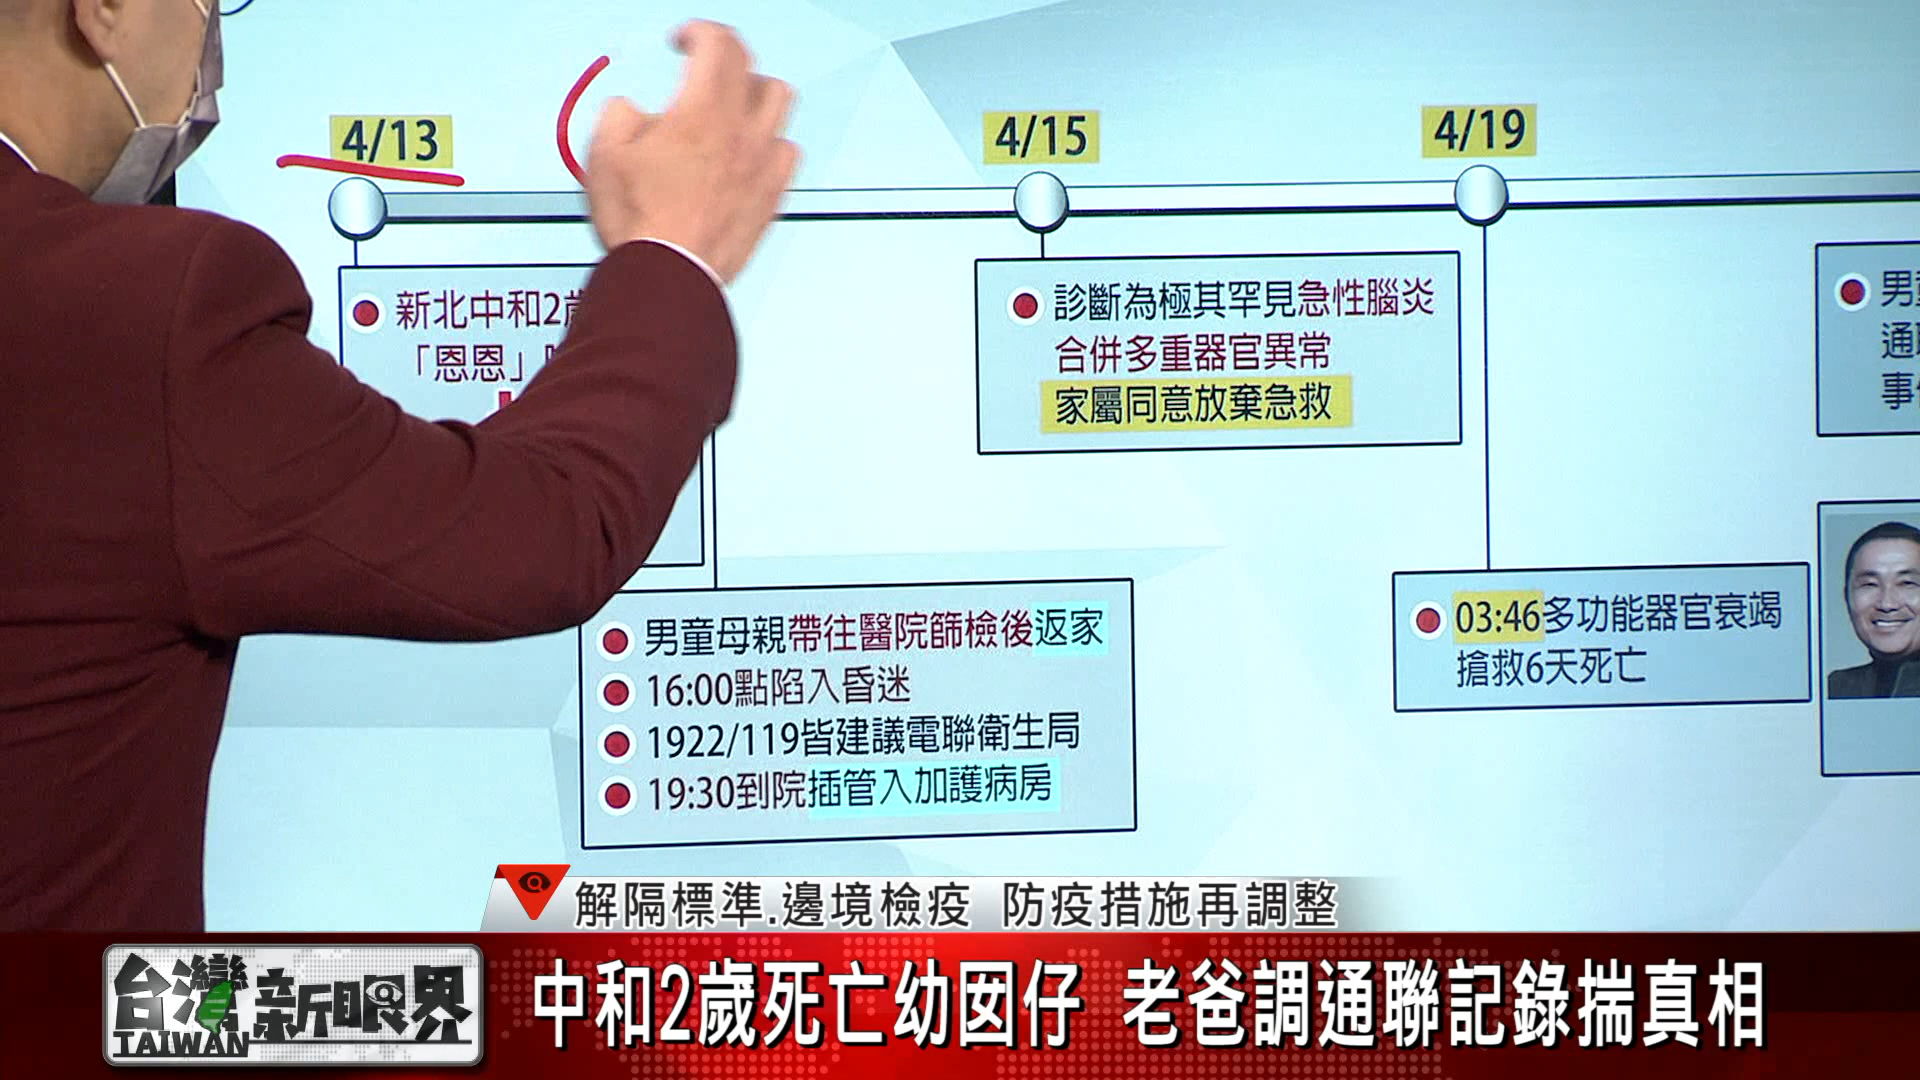 4/13
4/15
4/19
新北中和2歲
「恩恩」
診斷為極其罕見急性腦炎
合併多重器官異常
家屬同意放棄急救
男
通
事
男童母親帶往醫院篩檢後返家
16:00點陷入昏迷
1922/119皆建議電聯衛生局
19:30到院插管入加護病房
03:46多功能器官衰竭
搶救6天死亡
解隔標準.邊境檢疫 防疫措施再調整
台灣新眼界
TAIWAN
中和2歲死亡幼囡仔 老爸調通聯記錄揣真相